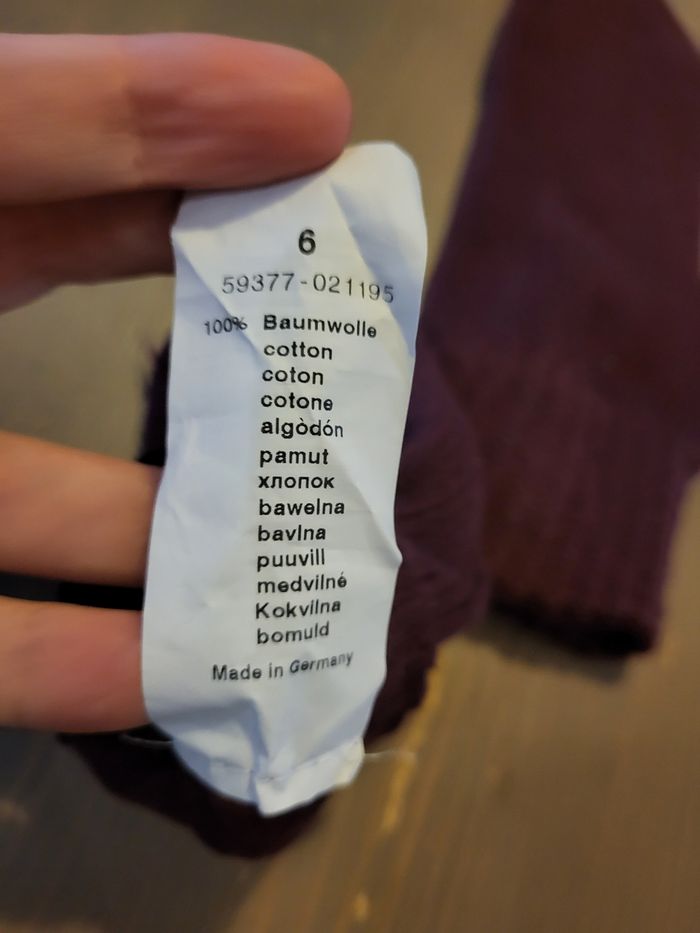 6
59377-021195
100% Baumwolle
cotton
coton
cotone
algòdón
pamut
хлопок
bawelna
bavlna
puuvill
medvilné
Kokvilna
bomuld
Made in Germany